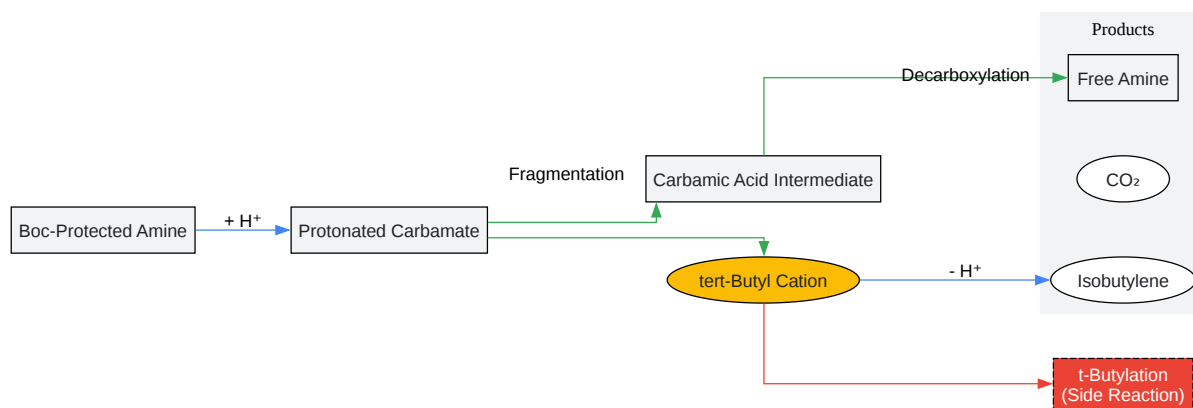 Products
Decarboxylation
Free Amine
Fragmentation
Carbamic Acid Intermediate
CO₂
Boc-Protected Amine
+ H⁺
Protonated Carbamate
tert-Butyl Cation
- H⁺
Isobutylene
t-Butylation
(Side Reaction)